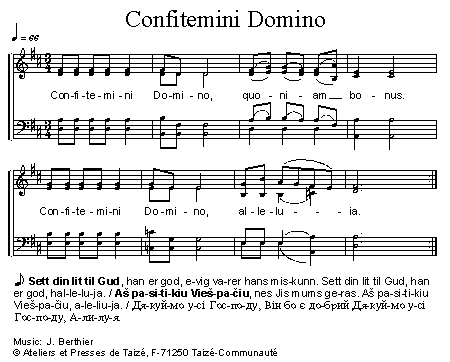 Confitemini Domino
♩ = 66
Con-fi-te-mi-ni Do-mi-no, quo-ni-am bo-nus.
Con-fi-te-mini Do-mi-no, al-le-lu-ia.
Sett din lit til Gud, han er god, e-vig va-rer hans mis-kunn. Sett din lit til Gud, han
er god, hal-le-lu-ja. / Aš pa-si-ti-kiu Vieš-pa-čiu, nes Jis mums ge-ras. Aš pa-si-ti-kiu
Vieš-pa-čiu, a-le-liu-ja. / Дя-куй-мо у-сі Гос-по-ду, Він бо є до-брий Дя-куй-мо у-сі
Гос-по-ду, А-ли-лу-я.
Music: J. Berthier
© Ateliers et Presses de Taizé, F-71250 Taizé-Communauté